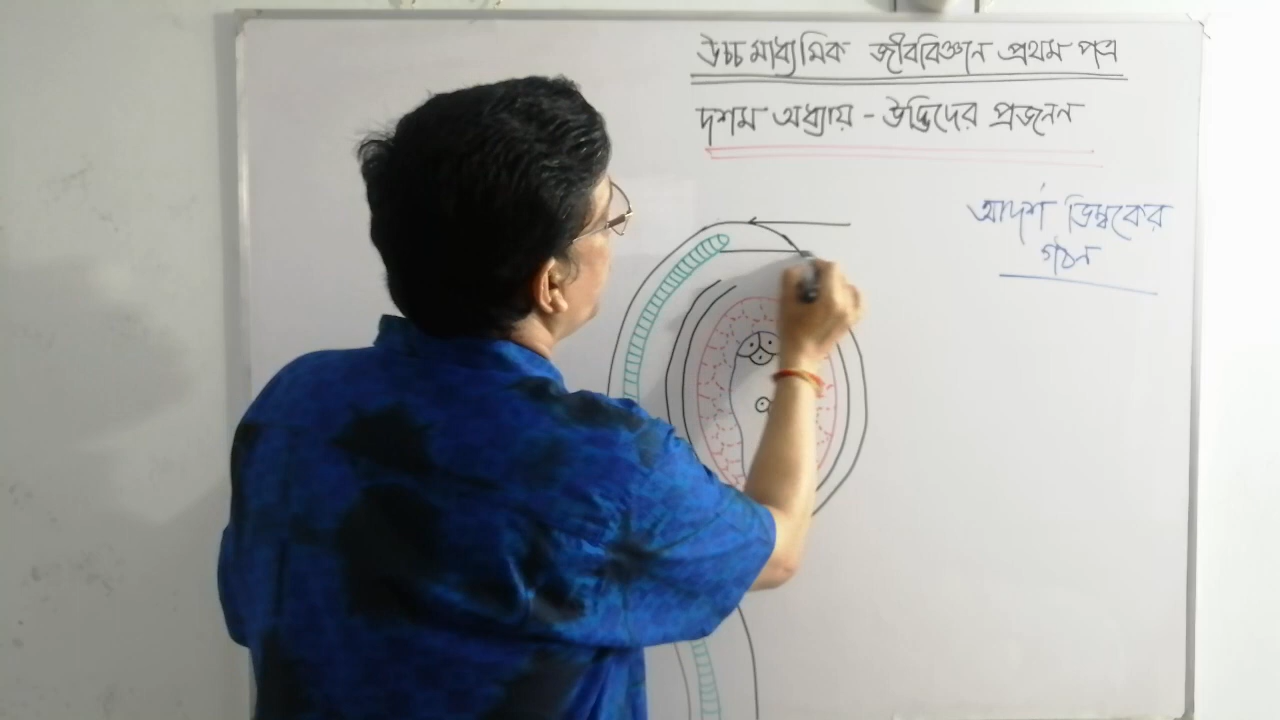 উচ্চ মাধ্যমিক জীববিজ্ঞান প্রথম পত্র
দশম অধ্যায় - উদ্ভিদের প্রজনন
আদর্শ ডিম্বকের
গঠন